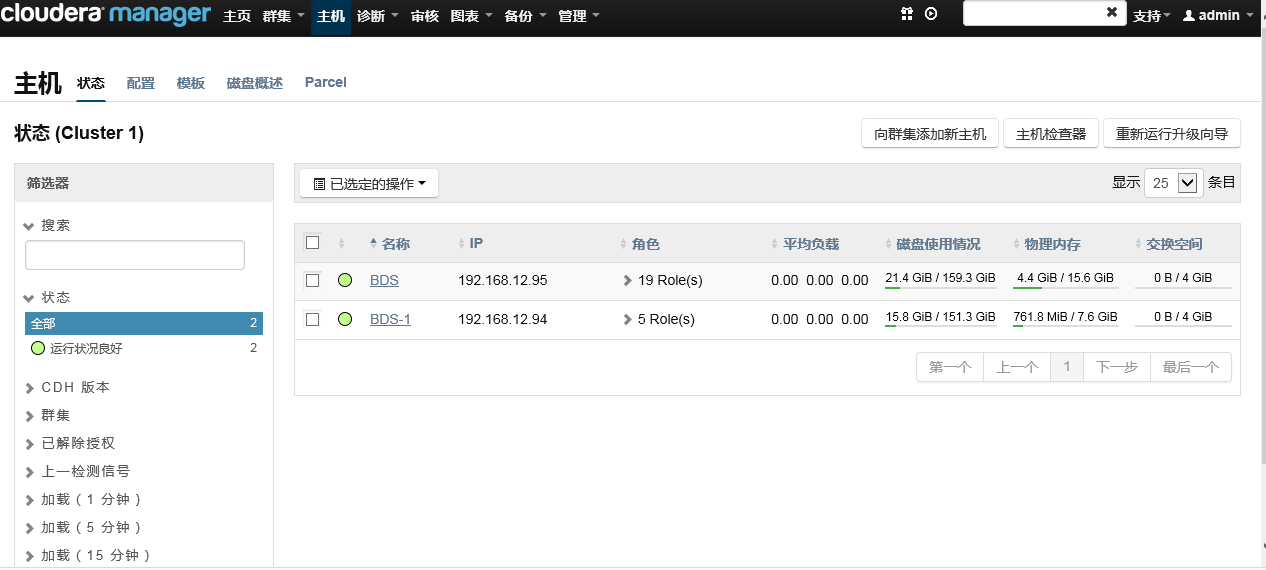 cloudera manager 主页 群集 主机 诊断 审核 图表 备份 管理 支持 admin
主机 状态 配置 模板 磁盘概述 Parcel
状态 (Cluster 1) 向群集添加新主机 主机检查器 重新运行升级向导
筛选器
搜索
状态
全部 2
运行状况良好 2
CDH 版本
群集
已解除授权
上一检测信号
加载 ( 1 分钟 )
加载 ( 5 分钟 )
加载 ( 15 分钟 )
已选定的操作 显示 25 条目
名称 IP 角色 平均负载 磁盘使用情况 物理内存 交换空间
BDS 192.168.12.95 19 Role(s) 0.00 0.00 0.00 21.4 GiB / 159.3 GiB 4.4 GiB / 15.6 GiB 0 B / 4 GiB
BDS-1 192.168.12.94 5 Role(s) 0.00 0.00 0.00 15.8 GiB / 151.3 GiB 761.8 MiB / 7.6 GiB 0 B / 4 GiB
第一个 上一个 1 下一步 最后一个